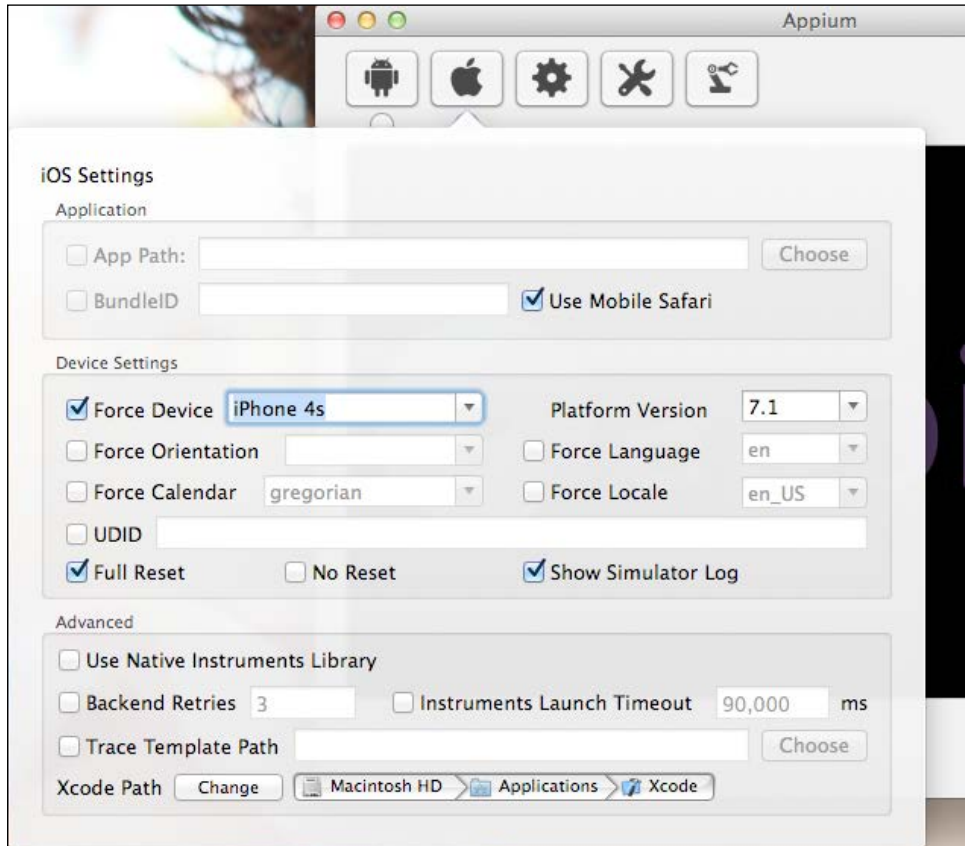 Appium
iOS Settings
Application
App Path: Choose
BundleID Use Mobile Safari
Device Settings
Force Device iPhone 4s Platform Version 7.1
Force Orientation Force Language en
Force Calendar gregorian Force Locale en_US
UDID
Full Reset No Reset Show Simulator Log
Advanced
Use Native Instruments Library
Backend Retries 3 Instruments Launch Timeout 90,000 ms
Trace Template Path Choose
Xcode Path Change Macintosh HD Applications Xcode